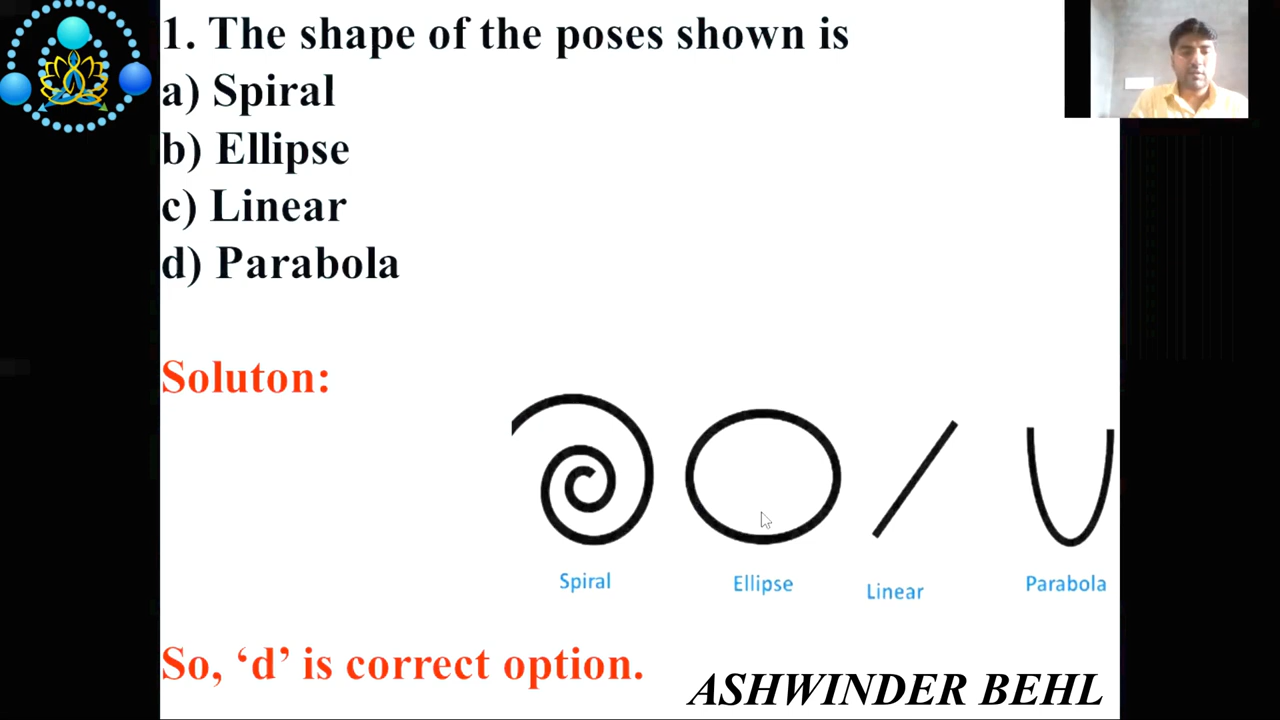 1. The shape of the poses shown is
a) Spiral
b) Ellipse
c) Linear
d) Parabola
Soluton:
Spiral
Ellipse
Linear
Parabola
So, ‘d’ is correct option.
ASHWINDER BEHL